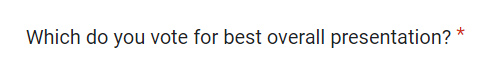 Which do you vote for best overall presentation? *